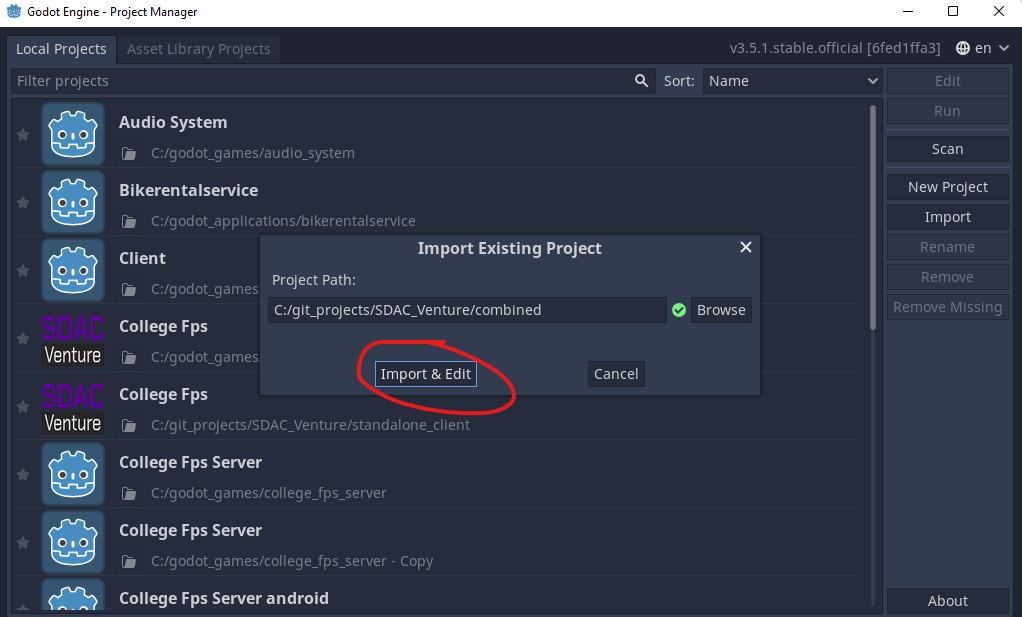 Godot Engine - Project Manager
Local Projects
Asset Library Projects
v3.5.1.stable.official [6fed1ffa3]
en
Filter projects
Sort:
Name
Edit
Run
Scan
New Project
Import
Rename
Remove
Remove Missing
About
Audio System
C:/godot_games/audio_system
Bikerentalservice
C:/godot_applications/bikerentalservice
Client
C:/godot_games
SDAC
Venture
College Fps
C:/godot_games
SDAC
Venture
College Fps
C:/git_projects/SDAC_Venture/standalone_client
College Fps Server
C:/godot_games/college_fps_server
College Fps Server
C:/godot_games/college_fps_server - Copy
College Fps Server android
Import Existing Project
Project Path:
C:/git_projects/SDAC_Venture/combined
Browse
Import & Edit
Cancel